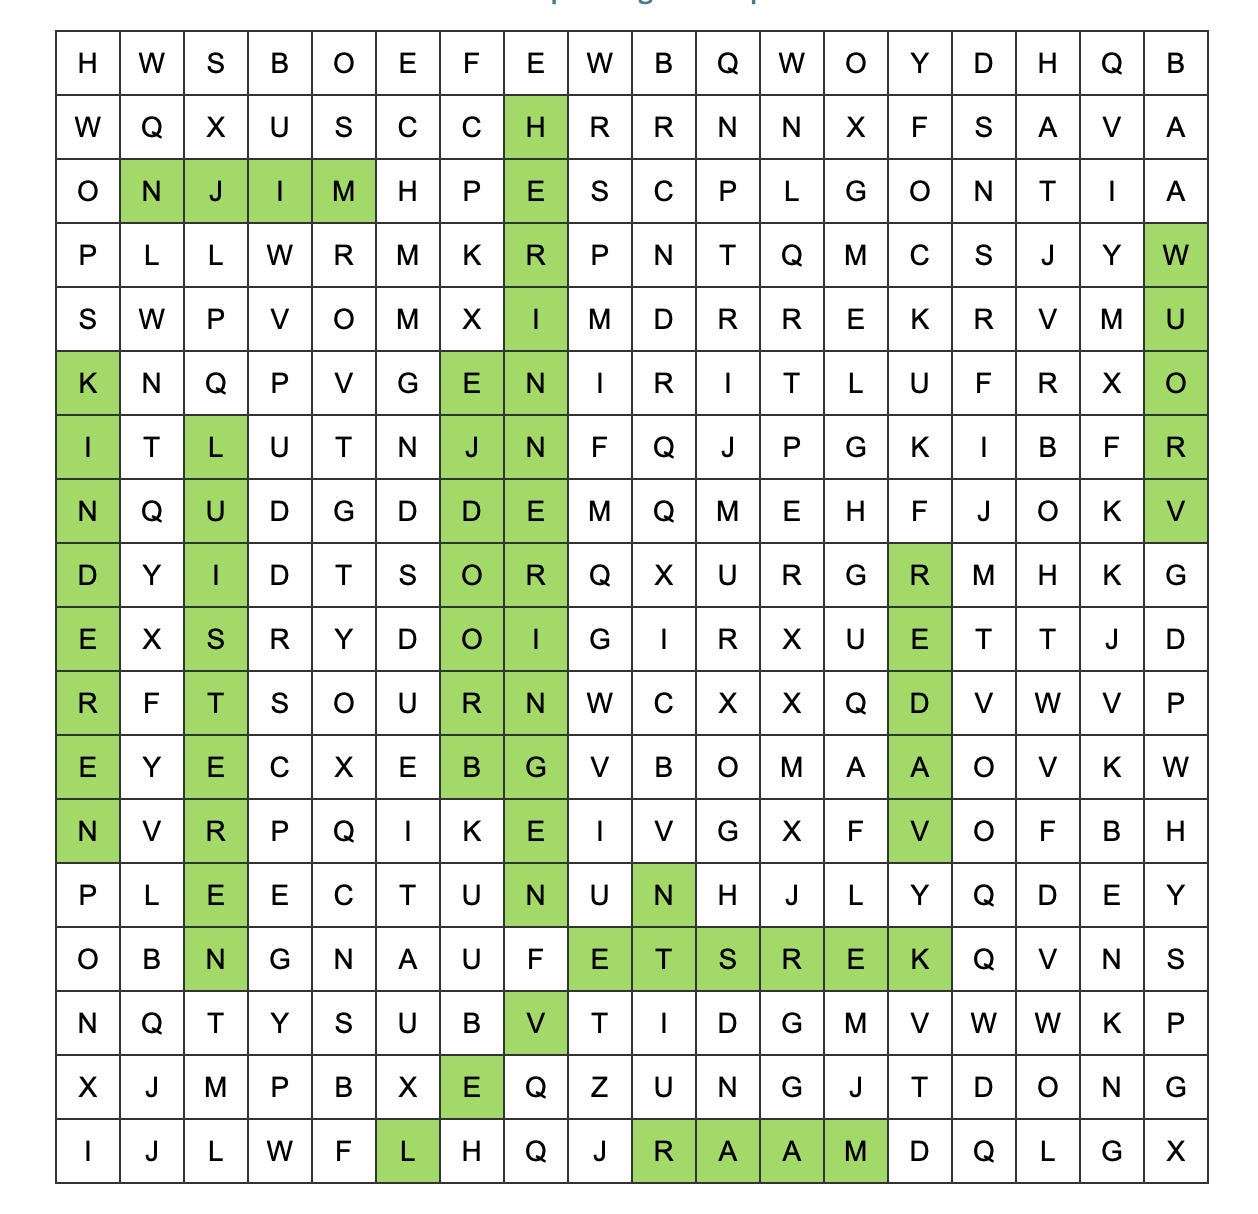 H W S B O E F E W B Q W O Y D H Q B
W Q X U S C C H R R N N X F S A V A
O N J I M H P E S C P L G O N T I A
P L L W R M K R P N T Q M C S J Y W
S W P V O M X I M D R R E K R V M U
K N Q P V G E N I R I T L U F R X O
I T L U T N J N F Q J P G K I B F R
N Q U D G D D E M Q M E H F J O K V
D Y I D T S O R Q X U R G R M H K G
E X S R Y D O I G I R X U E T T J D
R F T S O U R N W C X X Q D V W V P
E Y E C X E B G V B O M A A O V K W
N V R P Q I K E I V G X F V O F B H
P L E E C T U N U N H J L Y Q D E Y
O B N G N A U F E T S R E K Q V N S
N Q T Y S U B V T I D G M V W W K P
X J M P B X E Q Z U N G J T D O N G
I J L W F L H Q J R A A M D Q L G X